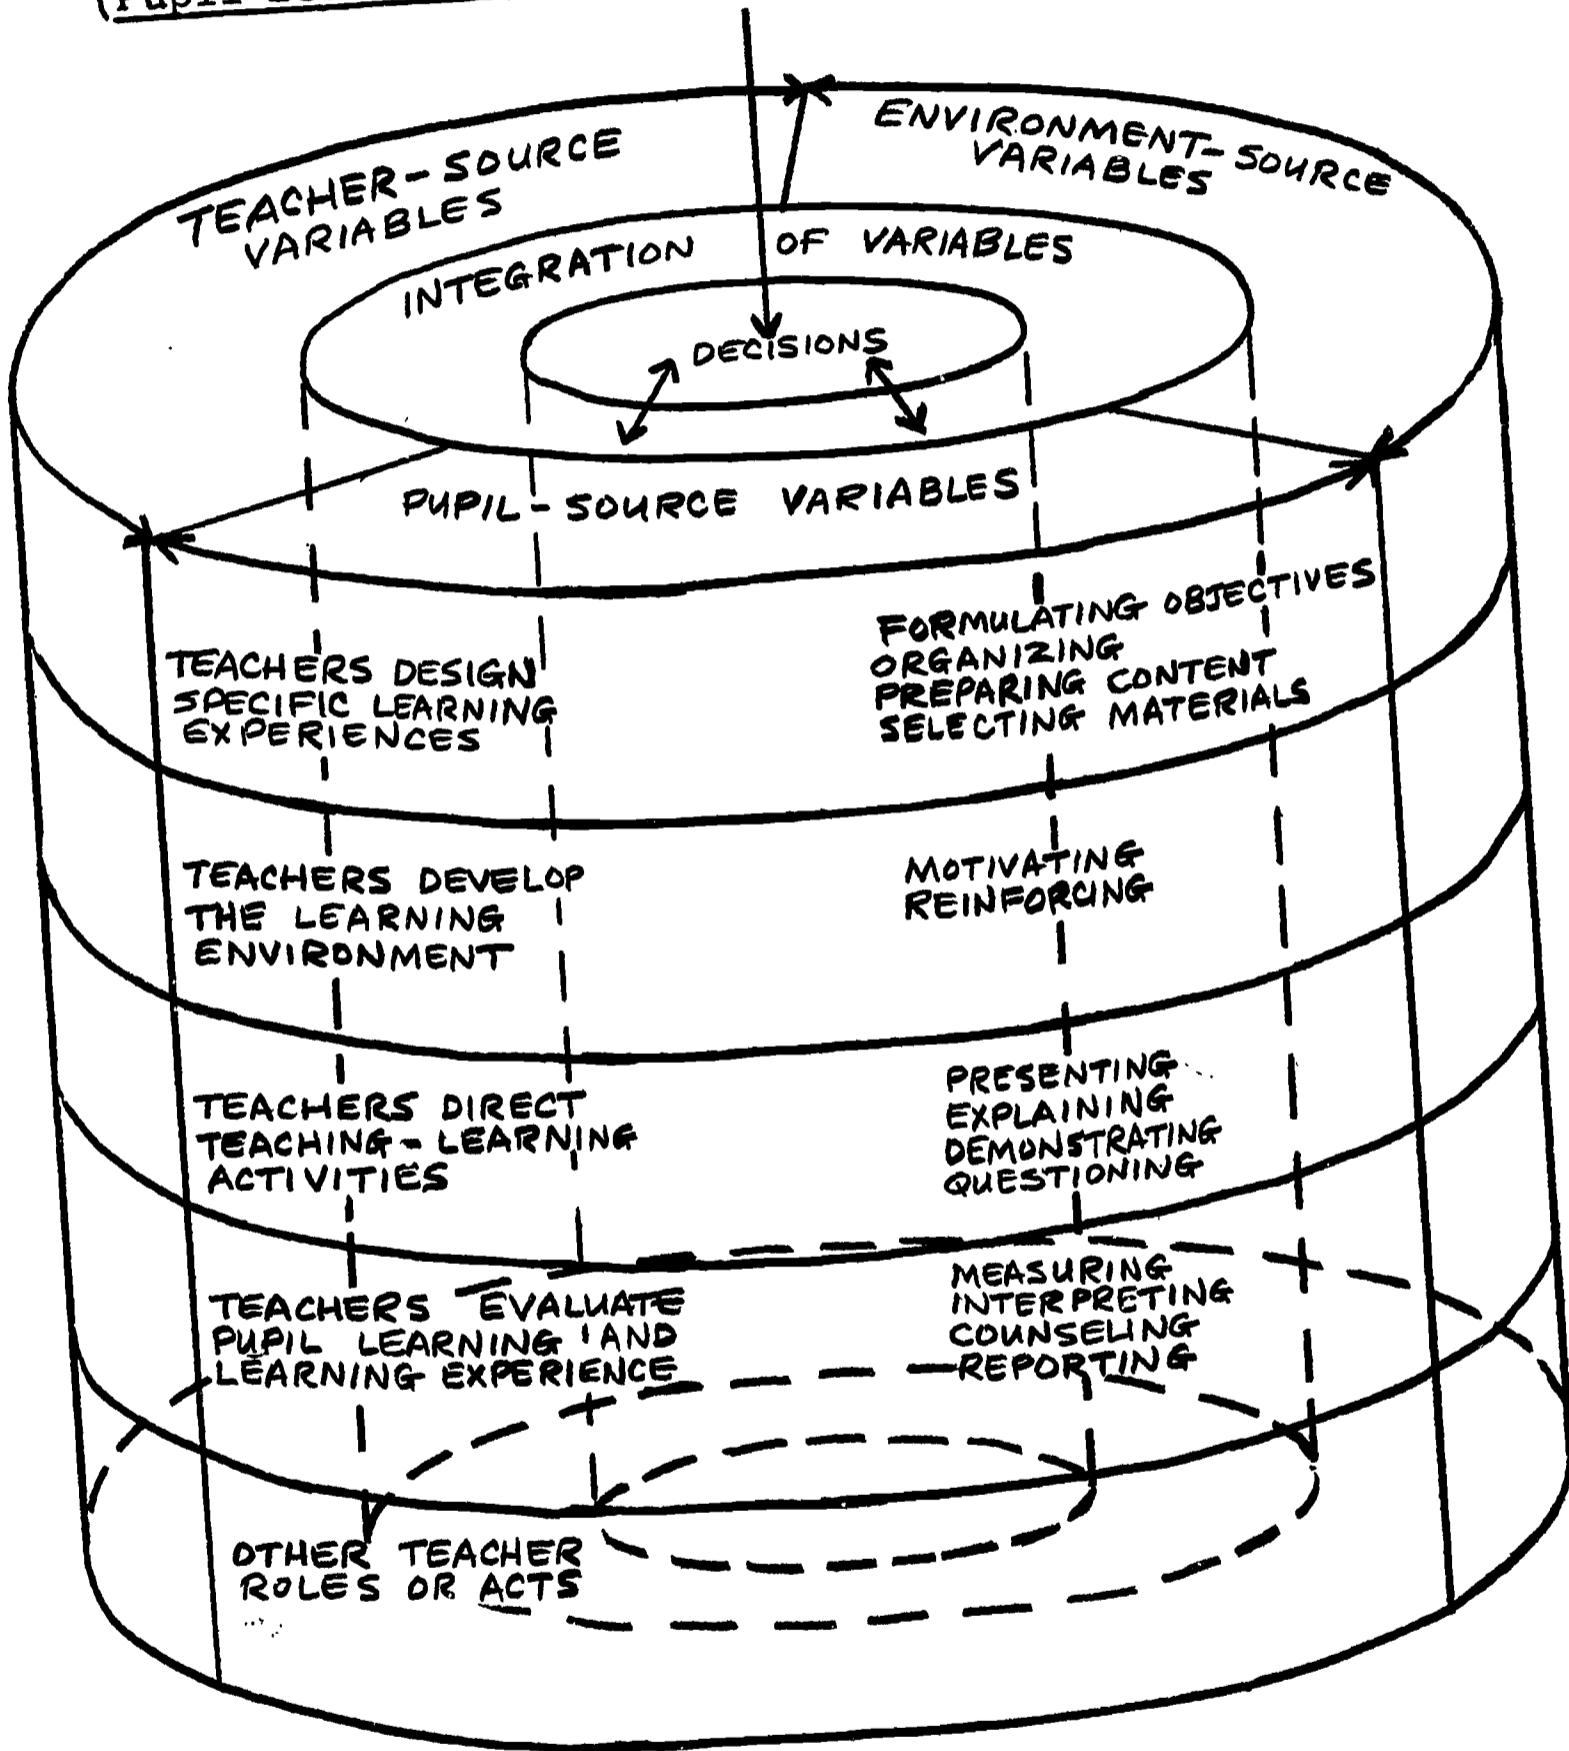 (Pupil
TEACHER-SOURCE
VARIABLES
ENVIRONMENT-SOURCE
VARIABLES
INTEGRATION OF VARIABLES
DECISIONS
PUPIL-SOURCE VARIABLES
TEACHERS DESIGN
SPECIFIC LEARNING
EXPERIENCES
FORMULATING OBJECTIVES
ORGANIZING
PREPARING CONTENT
SELECTING MATERIALS
TEACHERS DEVELOP
THE LEARNING
ENVIRONMENT
MOTIVATING
REINFORCING
TEACHERS DIRECT
TEACHING-LEARNING
ACTIVITIES
PRESENTING
EXPLAINING
DEMONSTRATING
QUESTIONING
TEACHERS EVALUATE
PUPIL LEARNING AND
LEARNING EXPERIENCE
MEASURING
INTERPRETING
COUNSELING
REPORTING
OTHER TEACHER
ROLES OR ACTS